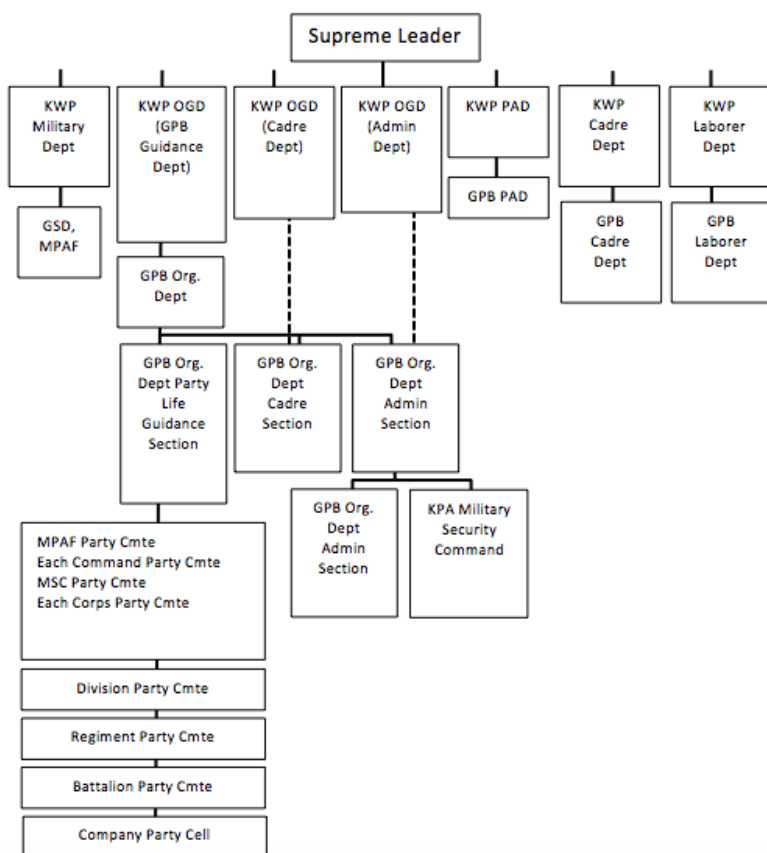 Supreme Leader
KWP
Military
Dept
KWP OGD
(GPB
Guidance
Dept)
KWP OGD
(Cadre
Dept)
KWP OGD
(Admin
Dept)
KWP PAD
KWP
Cadre
Dept
KWP
Laborer
Dept
GSD,
MPAF
GPB PAD
GPB
Cadre
Dept
GPB
Laborer
Dept
GPB Org.
Dept
GPB Org.
Dept Party
Life
Guidance
Section
GPB Org.
Dept
Cadre
Section
GPB Org.
Dept
Admin
Section
GPB Org.
Dept
Admin
Section
KPA Military
Security
Command
MPAF Party Cmte
Each Command Party Cmte
MSC Party Cmte
Each Corps Party Cmte
Division Party Cmte
Regiment Party Cmte
Battalion Party Cmte
Company Party Cell